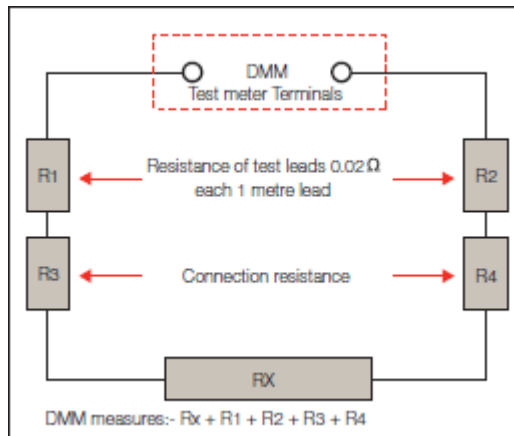 DMM
Test meter Terminals
R1
Resistance of test leads 0.02Ω
each 1 metre lead
R2
R3
Connection resistance
R4
RX
DMM measures:- Rx + R1 + R2 + R3 + R4